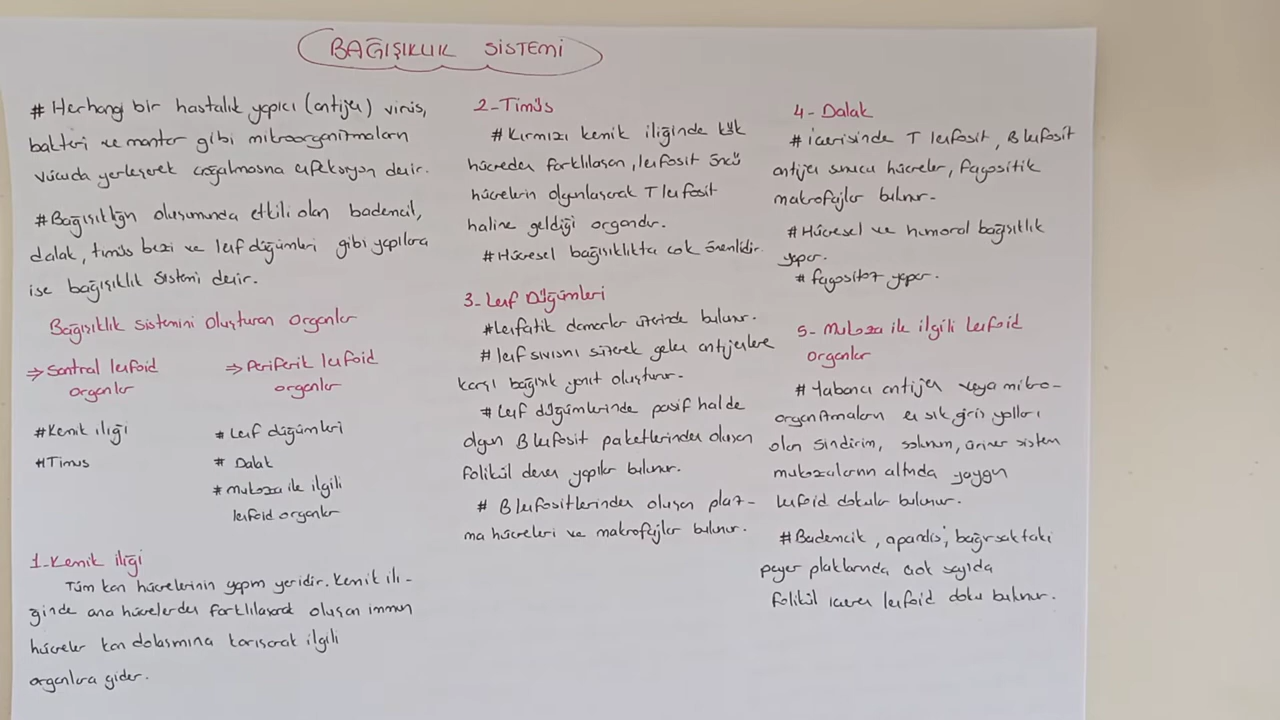 BAĞIŞIKLIK SİSTEMİ
# Herhangi bir hastalık yapıcı (antijen) virüs,
bakteri ve mantar gibi mikroorganitmaların
vücuda yerleşerek çoğalmasına enfeksiyon denir.
# Bağışıklığın oluşumunda etkili olan bademcil,
dalak, timüs bezi ve lenf düğümleri gibi yapılara
ise bağışıklık sistemi denir.
Bağışıklık sistemini Oluşturan Organlar
⇒ Santral lenfoid
organlar
# Kemik iliği
# Timus
⇒ Periferik lenfoid
organlar
# Lenf düğümleri
# Dalak
# Mukoza ile ilgili
lenfoid organlar
1-Kemik iliği
Tüm kan hücrelerinin yapım yeridir. Kemik ili-
ğinde ana hücrelerden farklılaşarak oluşan immün
hücreler kan dolaşımına karışarak ilgili
organlara gider.
2-Timüs
# Kırmızı kemik iliğinde kök
hücreden farklılaşan, lenfosit öncü
hücrelerin olgunlaşarak T lenfosit
haline geldiği organdır.
# Hücresel bağışıklıkta çok önemlidir.
3-Lenf Düğümleri
# Lenfatik damarlar üzerinde bulunur.
# lenf sıvısını süzerek gelen antijenlere
karşı bağışık yanıt oluşturur.
# Lenf düğümlerinde pasif halde
olgun B lenfosit paketlerinden oluşan
folikül denen yapılar bulunur.
# B lenfositlerinden oluşan plaz-
ma hücreleri ve makrofajlar bulunur.
4- Dalak
# içerisinde T lenfosit, B lenfosit
antijen sunucu hücreler, fagositik
makrofajlar bulunur.
# Hücresel ve humoral bağışıklık
yapar.
# fagositoz yapar.
5- Mukoza ile ilgili lenfoid
organlar
# Yabancı antijen veya mikro-
organitmaların en sık giriş yolları
olan sindirim, solunum, üriner sistem
mukozalarının altında yaygın
lenfoid dokular bulunur.
# Bademcik, apandis, bağırsaktaki
peyer plaklarında çok sayıda
folikül içeren lenfoid doku bulunur.